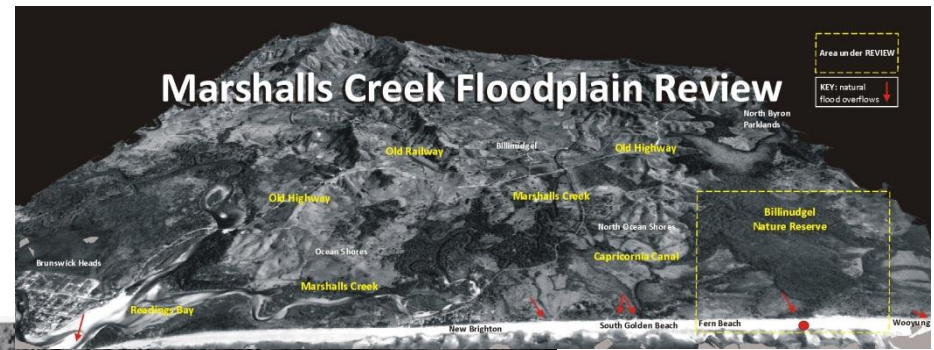 Area under REVIEW
Marshalls Creek Floodplain Review
KEY: natural
flood overflows
North Byron
Parklands
Old Railway
Billinudgel
Old Highway
Old Highway
Marshalls Creek
Billinudgel
Nature Reserve
North Ocean Shores
Ocean Shores
Capricornia Canal
Brunswick Heads
Marshalls Creek
Readings Bay
New Brighton
South Golden Beach
Fern Beach
Wooyung